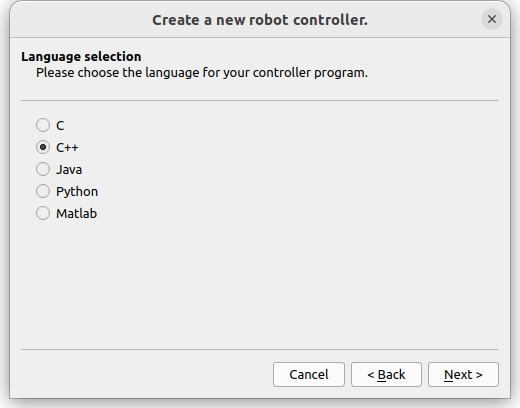 Create a new robot controller.
Language selection
Please choose the language for your controller program.
C
C++
Java
Python
Matlab
Cancel
< Back
Next >